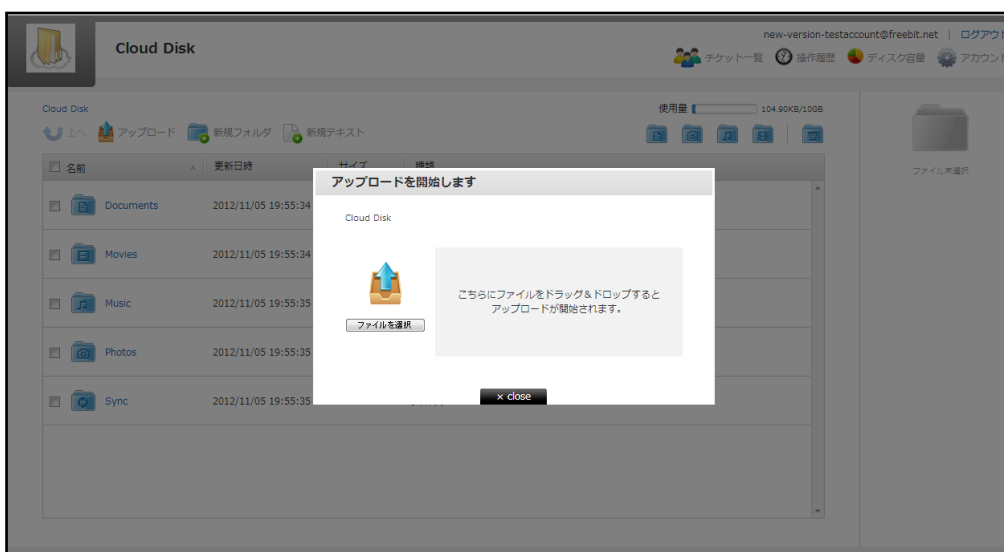 new-version-testaccount@freebit.net | ログアウト
Cloud Disk
チケット一覧 操作履歴 ディスク容量 アカウント
Cloud Disk
使用量 104.90KB/10GB
上へ アップロード 新規フォルダ 新規テキスト
名前 更新日時 サイズ 種類
ファイル未選択
アップロードを開始します
Documents 2012/11/05 19:55:34
Cloud Disk
Movies 2012/11/05 19:55:34
こちらにファイルをドラッグ&ドロップすると
アップロードが開始されます。
Music 2012/11/05 19:55:35
ファイルを選択
Photos 2012/11/05 19:55:35
Sync 2012/11/05 19:55:35
× close